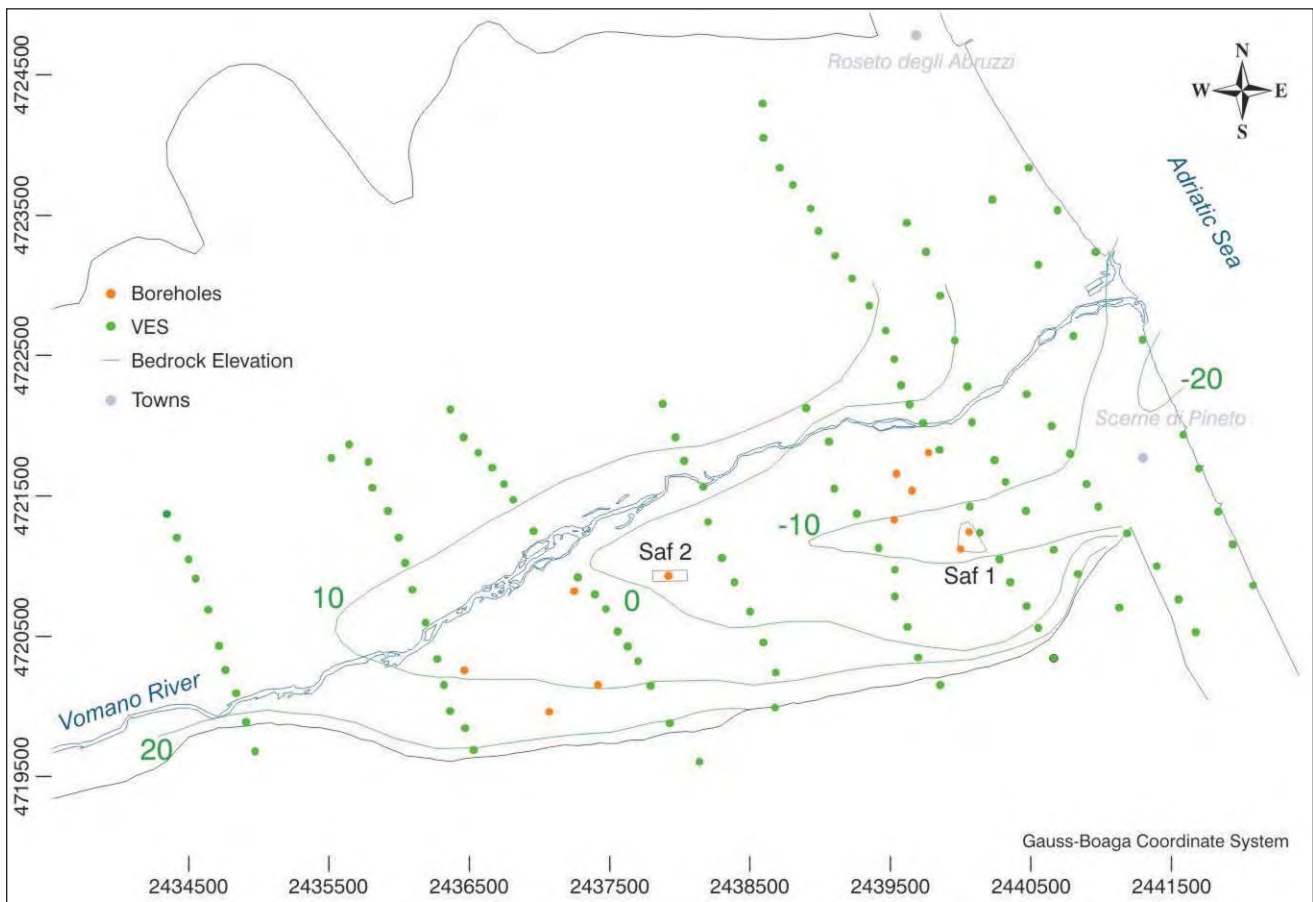 4724500
4723500
4722500
4721500
4720500
4719500
Roseto degli Abruzzi
N
W
E
S
Adriatic Sea
Boreholes
VES
Bedrock Elevation
Towns
-20
Scerne di Pineto
-10
Saf 2
Saf 1
0
10
Vomano River
20
Gauss-Boaga Coordinate System
2434500
2435500
2436500
2437500
2438500
2439500
2440500
2441500